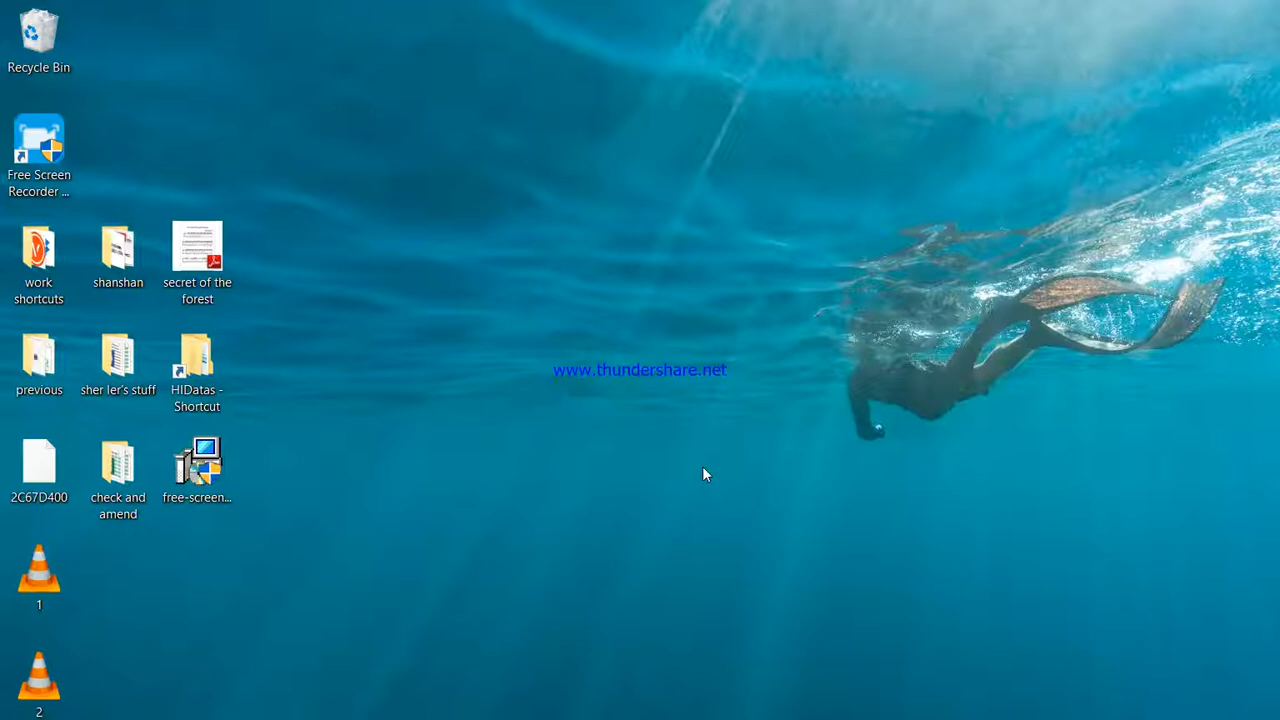 Recycle Bin
Free Screen
Recorder ...
work
shortcuts
shanshan
secret of the
forest
previous
sher ler's stuff
HIDatas -
Shortcut
2C67D400
check and
amend
free-screen...
1
2
www.thundershare.net